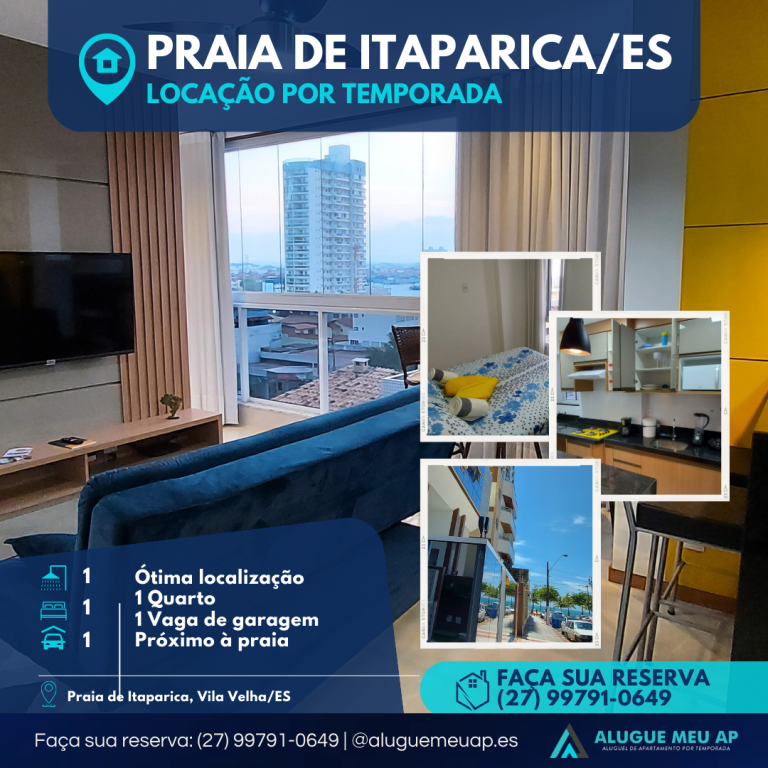 PRAIA DE ITAPARICA/ES
LOCAÇÃO POR TEMPORADA
1 Ótima localização
1 1 Quarto
1 Vaga de garagem
1 Próximo à praia
Praia de Itaparica, Vila Velha/ES
FAÇA SUA RESERVA
(27) 99791-0649
Faça sua reserva: (27) 99791-0649 | @aluguemeuap.es
ALUGUE MEU AP
ALUGUEL DE APARTAMENTO POR TEMPORADA